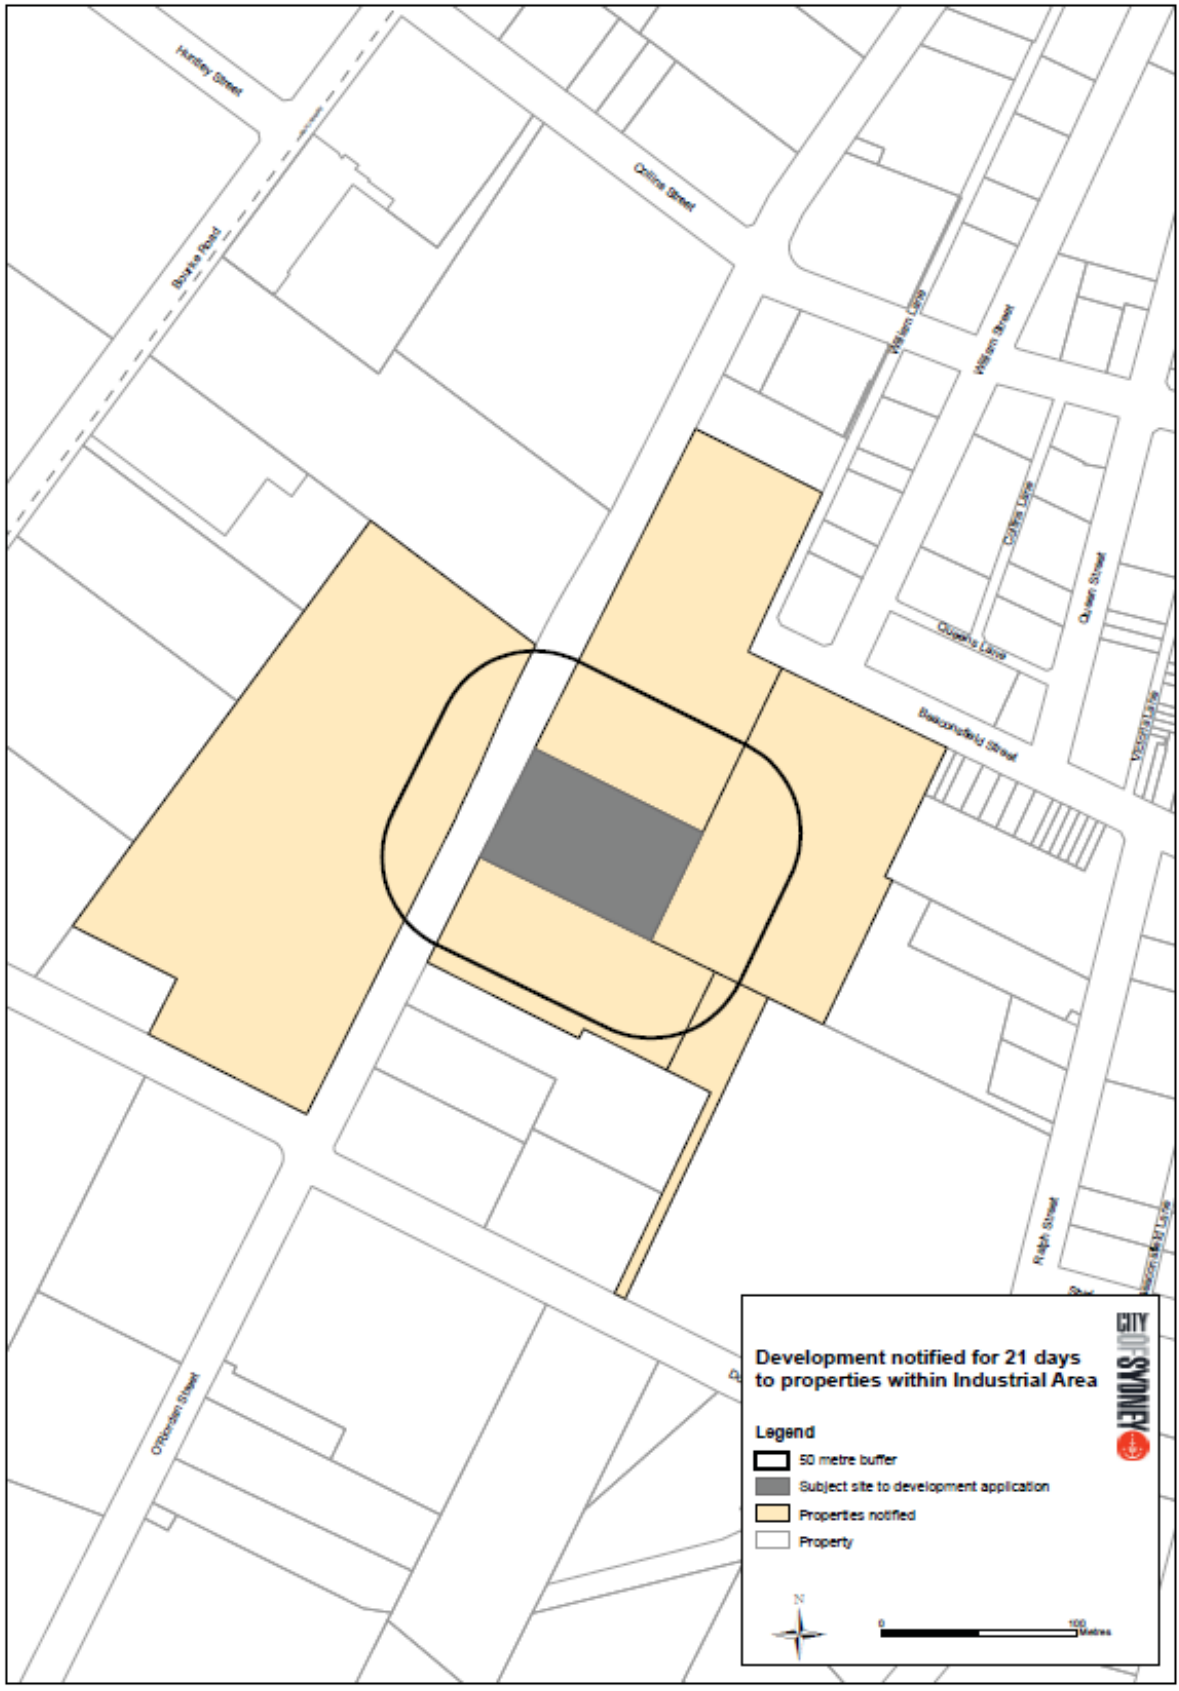 Huntley Street
Collins Street
Bourke Road
William Lane
William Street
Collins Lane
Queen Street
Queens Lane
Beaconsfield Street
Victoria Lane
Ralph Street
Beaconsfield Lane
O'Riordan Street
CITY OF SYDNEY
Development notified for 21 days
to properties within Industrial Area
Legend
50 metre buffer
Subject site to development application
Properties notified
Property
N
0 100
Metres